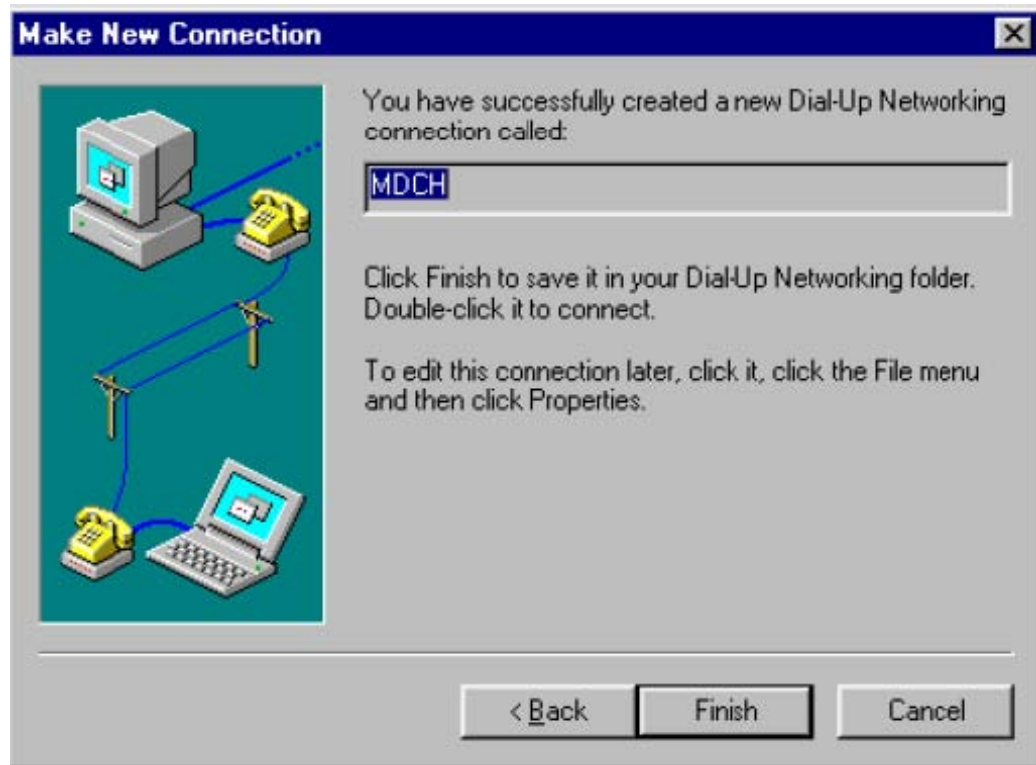 Make New Connection
You have successfully created a new Dial-Up Networking
connection called:
MDCH
Click Finish to save it in your Dial-Up Networking folder.
Double-click it to connect.
To edit this connection later, click it, click the File menu
and then click Properties.
< Back
Finish
Cancel